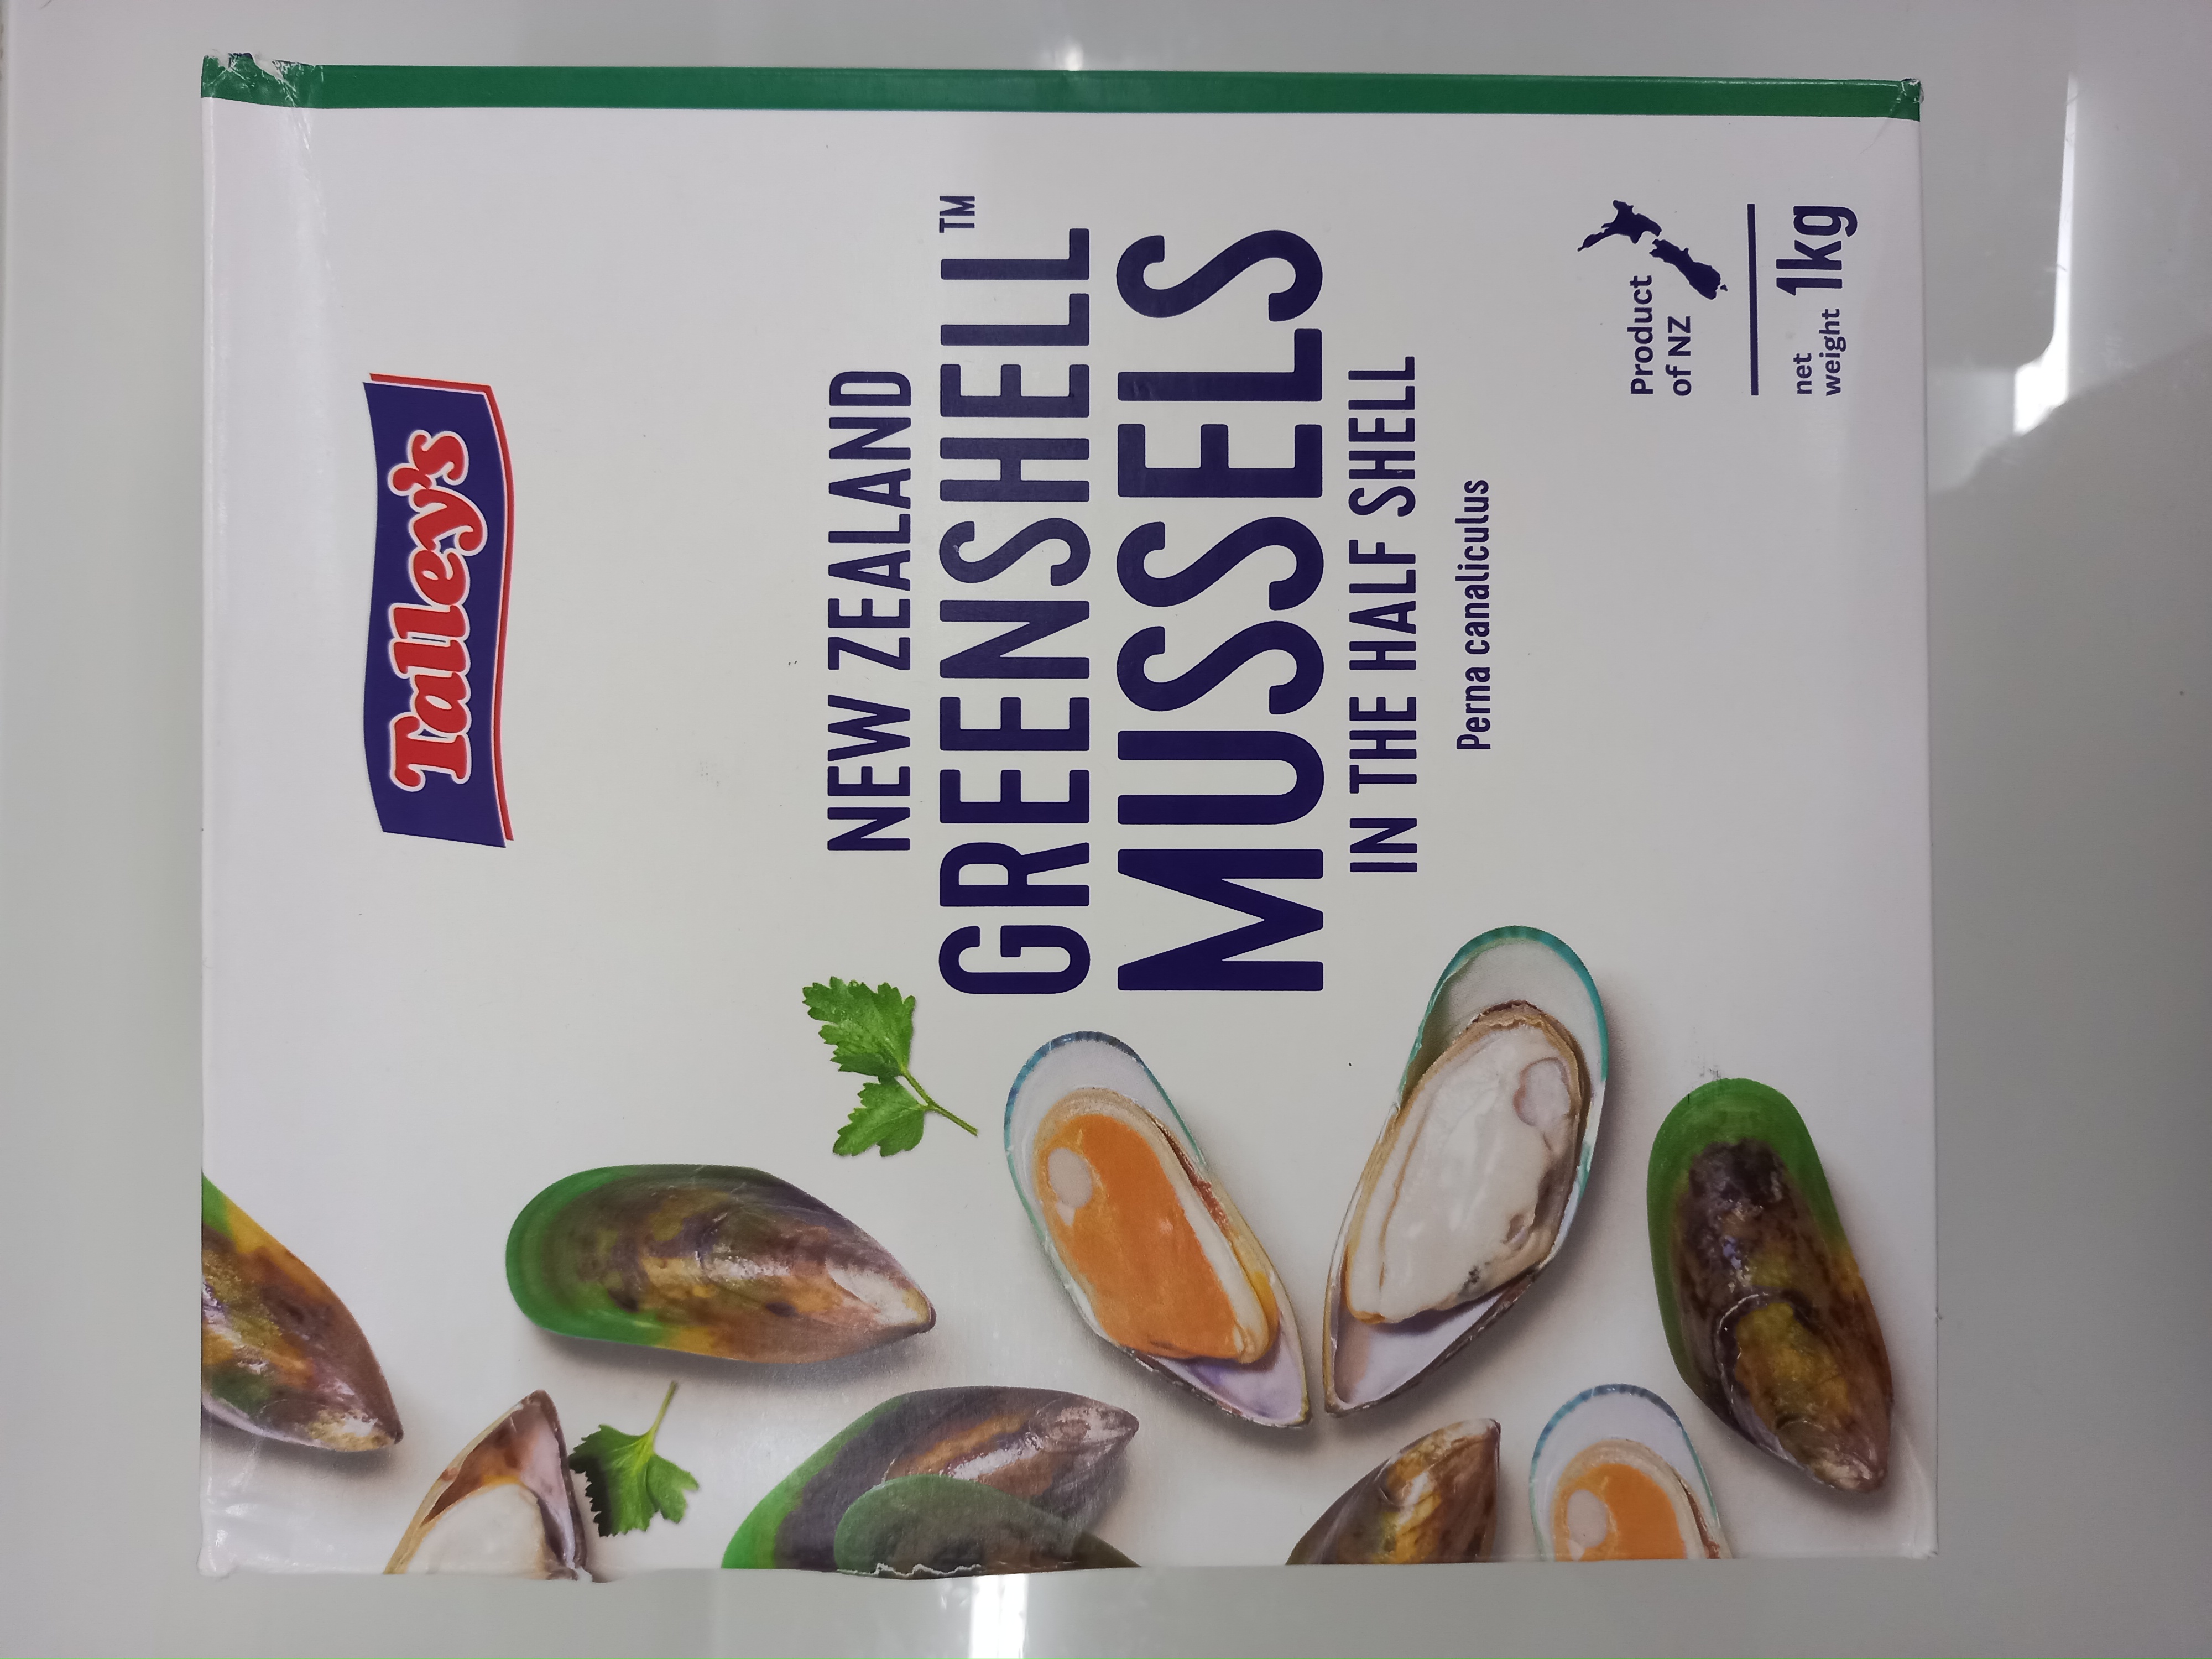 Talley's
NEW ZEALAND
GREENSHELL™
MUSSELS
IN THE HALF SHELL
Perna canaliculus
Product
of NZ
net
weight 1kg